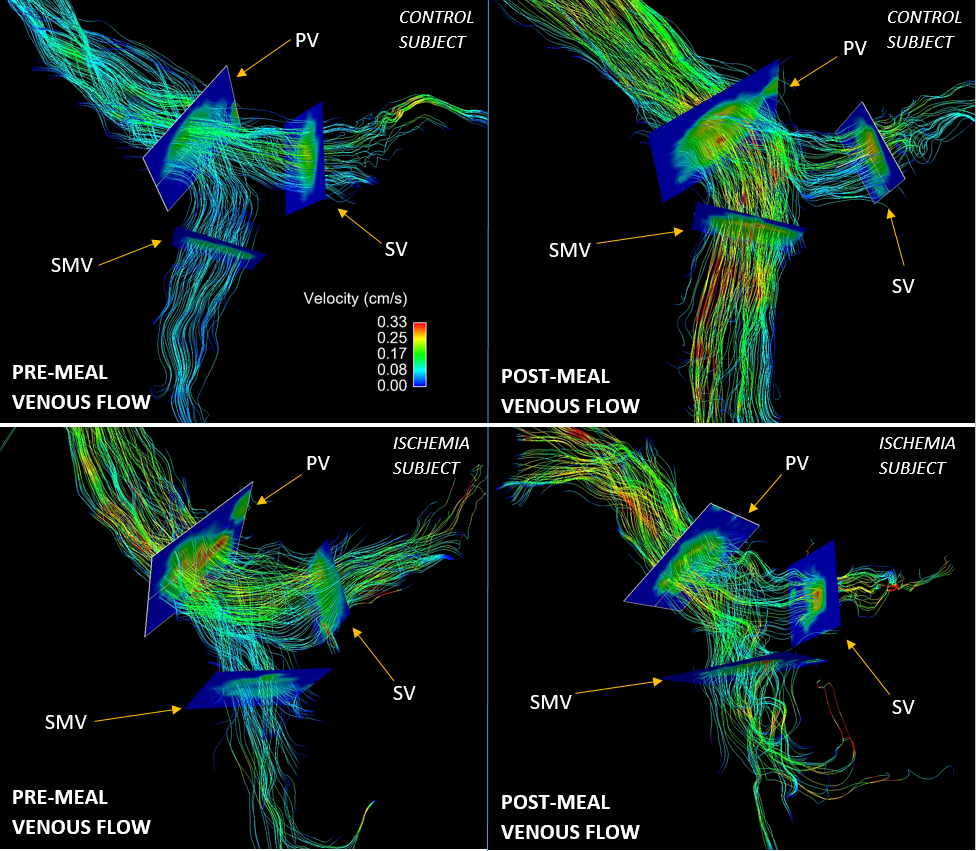 CONTROL
SUBJECT
PV
SV
SMV
Velocity (cm/s)
0.33
0.25
0.17
0.08
0.00
PRE-MEAL
VENOUS FLOW
CONTROL
SUBJECT
PV
SMV
SV
POST-MEAL
VENOUS FLOW
ISCHEMIA
SUBJECT
PV
SV
SMV
PRE-MEAL
VENOUS FLOW
ISCHEMIA
SUBJECT
PV
SMV
SV
POST-MEAL
VENOUS FLOW